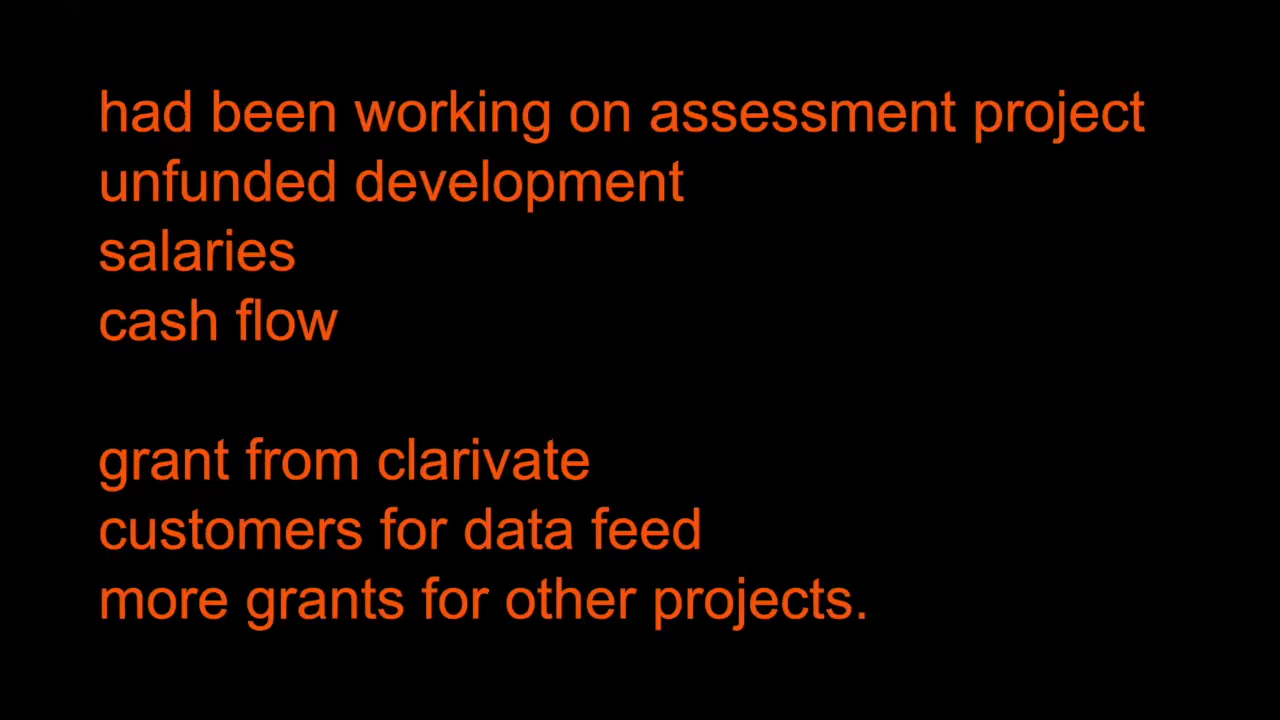 had been working on assessment project
unfunded development
salaries
cash flow
grant from clarivate
customers for data feed
more grants for other projects.